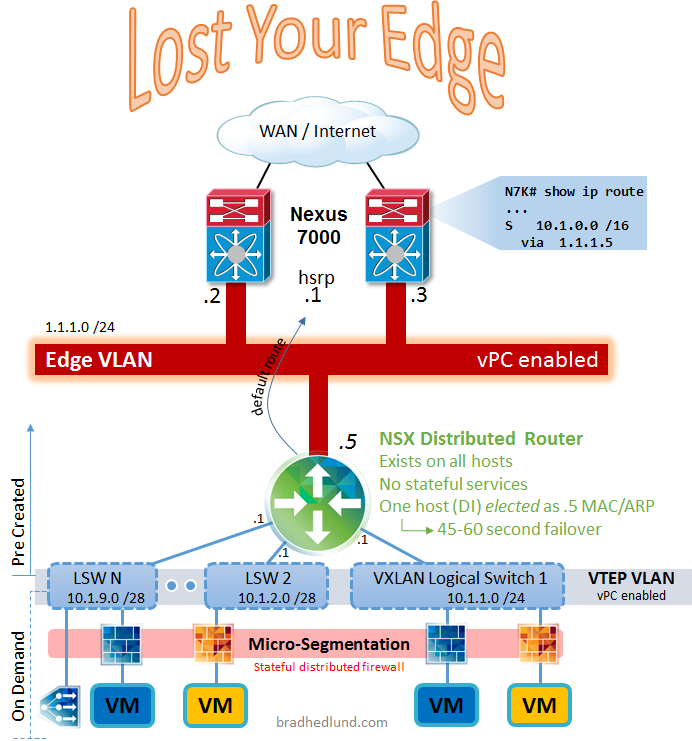 Lost Your Edge
WAN / Internet
N7K# show ip route
...
S 10.1.0.0 /16
via 1.1.1.5
Nexus
7000
hsrp
.2
.1
.3
1.1.1.0 /24
Edge VLAN
vPC enabled
default route
.5
NSX Distributed Router
Exists on all hosts
No stateful services
One host (DI) elected as .5 MAC/ARP
45-60 second failover
Pre Created
.1
.1
.1
LSW N
10.1.9.0 /28
LSW 2
10.1.2.0 /28
VXLAN Logical Switch 1
10.1.1.0 /24
VTEP VLAN
vPC enabled
On Demand
Micro-Segmentation
Stateful distributed firewall
VM
VM
VM
VM
bradhedlund.com